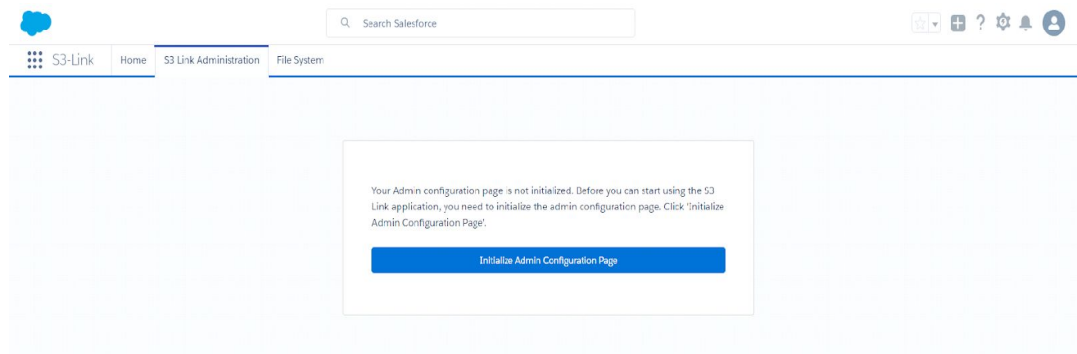 Search Salesforce
S3-Link Home S3 Link Administration File System
Your Admin configuration page is not initialized. Before you can start using the S3
Link application, you need to initialize the admin configuration page. Click 'Initialize
Admin Configuration Page'.
Initialize Admin Configuration Page